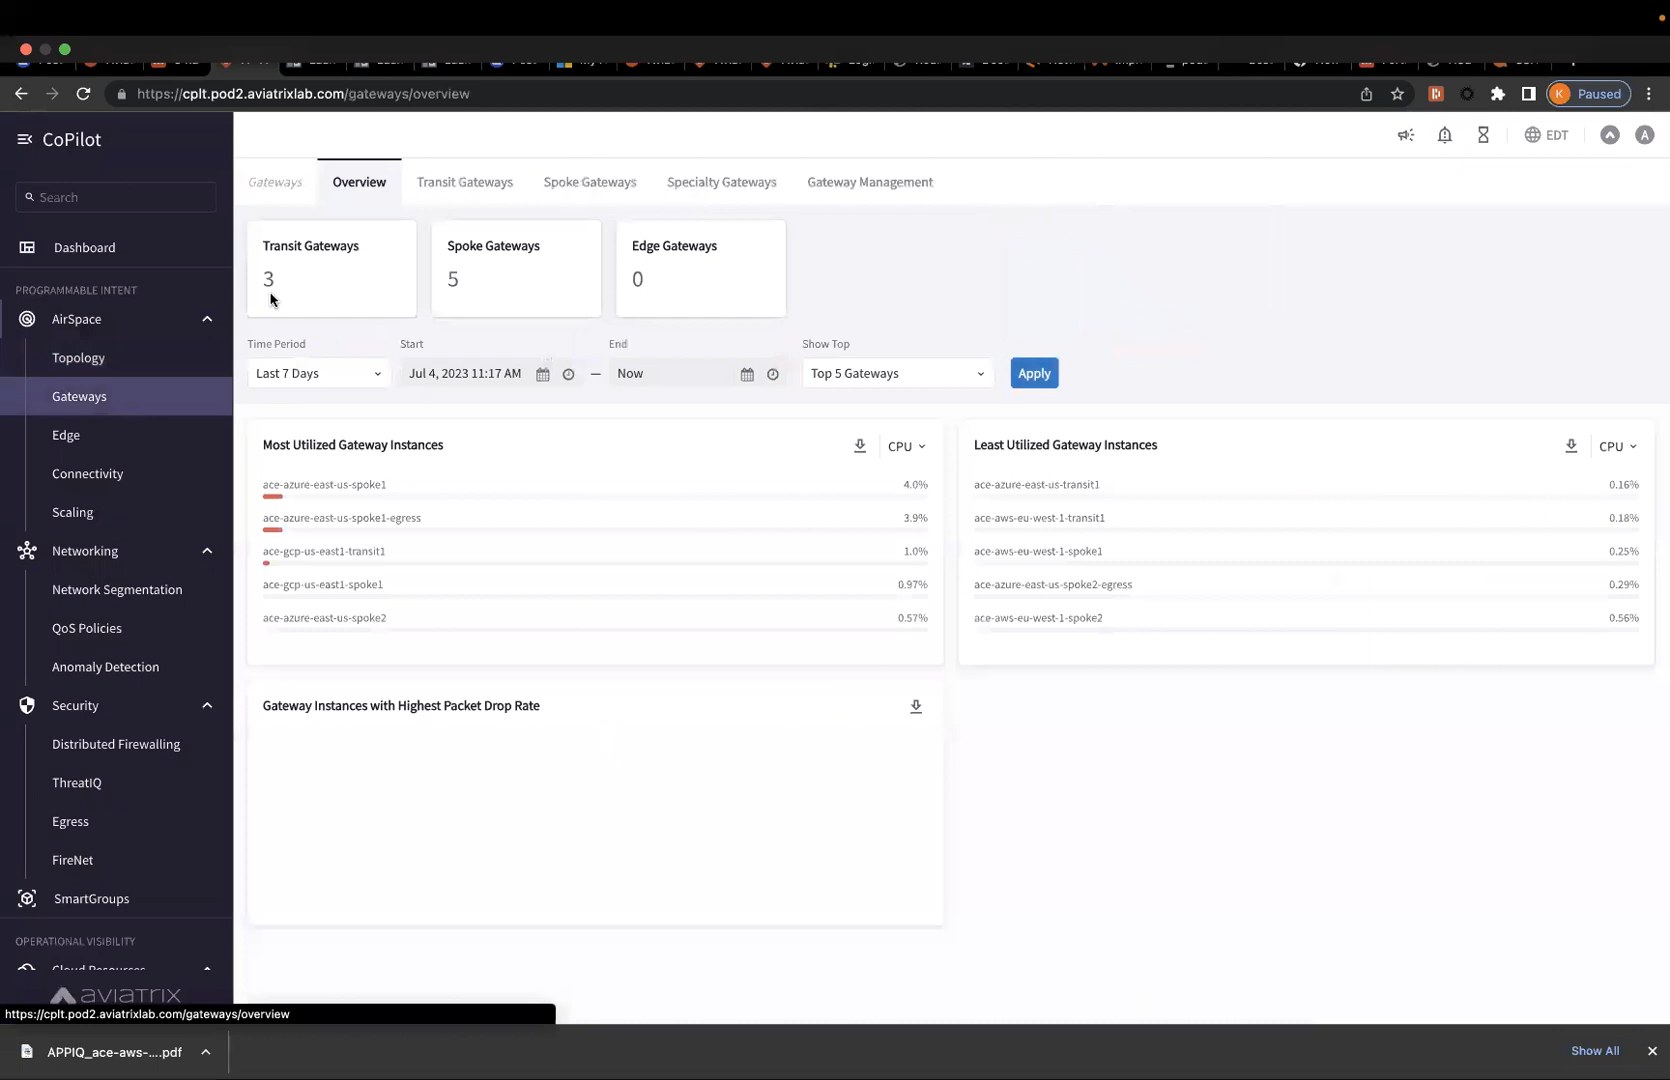 https://cplt.pod2.aviatrixlab.com/gateways/overview
K Paused
CoPilot
EDT
A
Search
Gateways
Overview
Transit Gateways
Spoke Gateways
Specialty Gateways
Gateway Management
Dashboard
PROGRAMMABLE INTENT
AirSpace
Topology
Gateways
Edge
Connectivity
Scaling
Networking
Network Segmentation
QoS Policies
Anomaly Detection
Security
Distributed Firewalling
ThreatIQ
Egress
FireNet
SmartGroups
OPERATIONAL VISIBILITY
Cloud Resources
aviatrix
Transit Gateways
3
Spoke Gateways
5
Edge Gateways
0
Time Period
Start
End
Show Top
Last 7 Days
Jul 4, 2023 11:17 AM
—
Now
Top 5 Gateways
Apply
Most Utilized Gateway Instances
CPU
ace-azure-east-us-spoke1 4.0%
ace-azure-east-us-spoke1-egress 3.9%
ace-gcp-us-east1-transit1 1.0%
ace-gcp-us-east1-spoke1 0.97%
ace-azure-east-us-spoke2 0.57%
Least Utilized Gateway Instances
CPU
ace-azure-east-us-transit1 0.16%
ace-aws-eu-west-1-transit1 0.18%
ace-aws-eu-west-1-spoke1 0.25%
ace-azure-east-us-spoke2-egress 0.29%
ace-aws-eu-west-1-spoke2 0.56%
Gateway Instances with Highest Packet Drop Rate
https://cplt.pod2.aviatrixlab.com/gateways/overview
APPIQ_ace-aws-....pdf
Show All